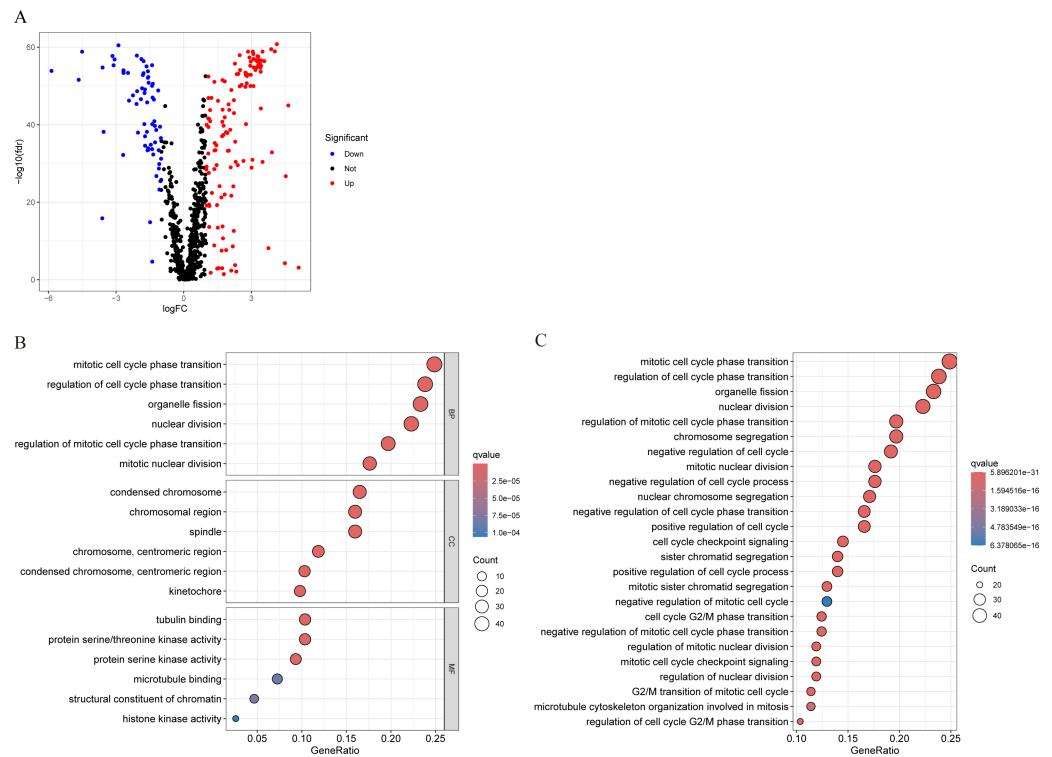 A
60
40
20
0
−log10(fdr)
−6
−3
0
3
logFC
Significant
Down
Not
Up
B
mitotic cell cycle phase transition
regulation of cell cycle phase transition
organelle fission
nuclear division
regulation of mitotic cell cycle phase transition
mitotic nuclear division
BP
condensed chromosome
chromosomal region
spindle
chromosome, centromeric region
condensed chromosome, centromeric region
kinetochore
CC
tubulin binding
protein serine/threonine kinase activity
protein serine kinase activity
microtubule binding
structural constituent of chromatin
histone kinase activity
MF
0.05
0.10
0.15
0.20
0.25
GeneRatio
qvalue
2.5e−05
5.0e−05
7.5e−05
1.0e−04
Count
10
20
30
40
C
mitotic cell cycle phase transition
regulation of cell cycle phase transition
organelle fission
nuclear division
regulation of mitotic cell cycle phase transition
chromosome segregation
negative regulation of cell cycle
mitotic nuclear division
negative regulation of cell cycle process
nuclear chromosome segregation
negative regulation of cell cycle phase transition
positive regulation of cell cycle
cell cycle checkpoint signaling
sister chromatid segregation
positive regulation of cell cycle process
mitotic sister chromatid segregation
negative regulation of mitotic cell cycle
cell cycle G2/M phase transition
negative regulation of mitotic cell cycle phase transition
regulation of mitotic nuclear division
mitotic cell cycle checkpoint signaling
regulation of nuclear division
G2/M transition of mitotic cell cycle
microtubule cytoskeleton organization involved in mitosis
regulation of cell cycle G2/M phase transition
0.10
0.15
0.20
0.25
GeneRatio
qvalue
5.896201e−31
1.594516e−16
3.189033e−16
4.783549e−16
6.378065e−16
Count
20
30
40